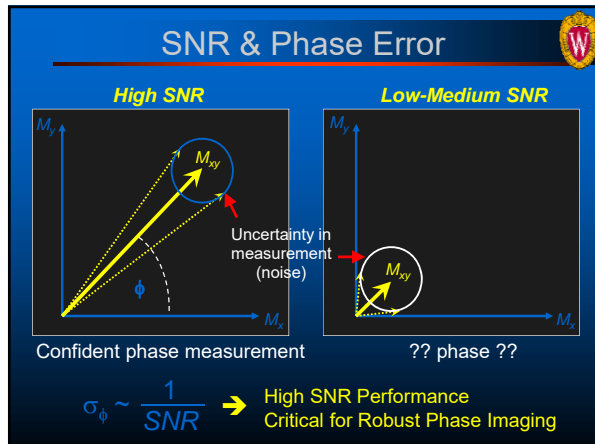 SNR & Phase Error
W
High SNR
Low-Medium SNR
My
Mxy
ϕ
Mx
Uncertainty in
measurement
(noise)
My
Mxy
Mx
Confident phase measurement
?? phase ??
σϕ ~ 1/SNR ➔ High SNR Performance
Critical for Robust Phase Imaging